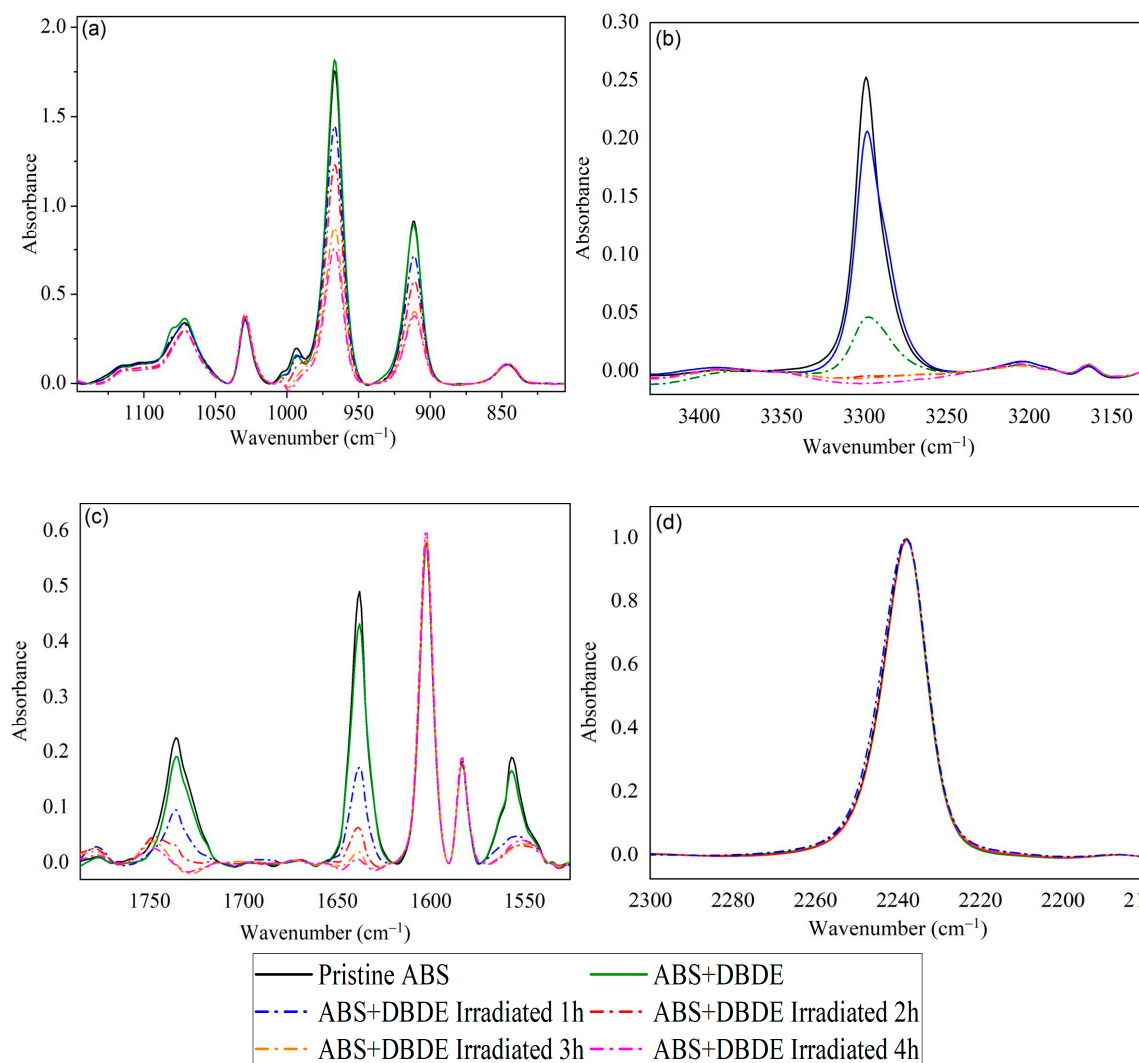 (a)
2.0
1.5
1.0
0.5
0.0
Absorbance
1100 1050 1000 950 900 850
Wavenumber (cm⁻¹)
(b)
0.30
0.25
0.20
0.15
0.10
0.05
0.00
Absorbance
3400 3350 3300 3250 3200 3150
Wavenumber (cm⁻¹)
(c)
0.6
0.5
0.4
0.3
0.2
0.1
0.0
Absorbance
1750 1700 1650 1600 1550
Wavenumber (cm⁻¹)
(d)
1.0
0.8
0.6
0.4
0.2
0.0
Absorbance
2300 2280 2260 2240 2220 2200
Wavenumber (cm⁻¹)
Pristine ABS ABS+DBDE
ABS+DBDE Irradiated 1h ABS+DBDE Irradiated 2h
ABS+DBDE Irradiated 3h ABS+DBDE Irradiated 4h